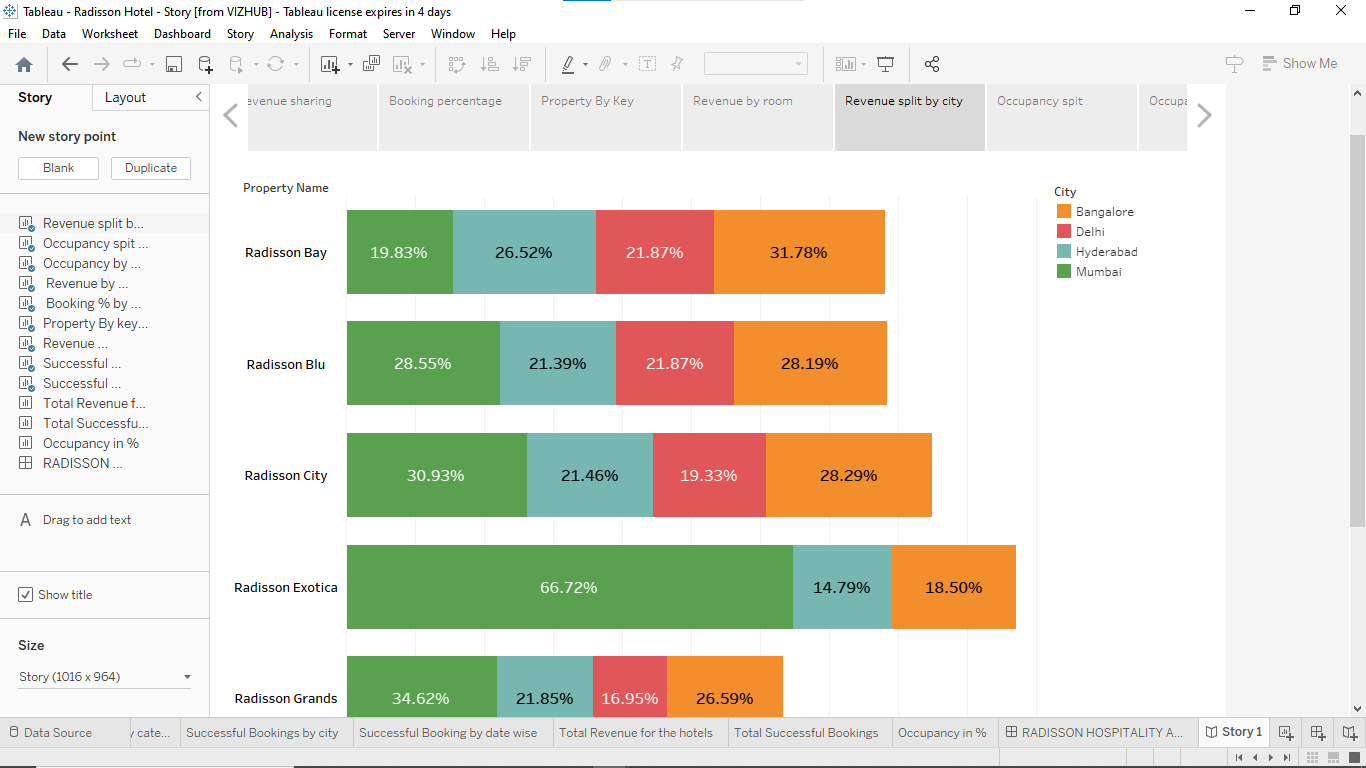 Tableau - Radisson Hotel - Story [from VIZHUB] - Tableau license expires in 4 days
File Data Worksheet Dashboard Story Analysis Format Server Window Help
Show Me
Story Layout
New story point
Blank Duplicate
Revenue split b...
Occupancy spit ...
Occupancy by ...
Revenue by ...
Booking % by ...
Property By key...
Revenue ...
Successful ...
Successful ...
Total Revenue f...
Total Successfu...
Occupancy in %
RADISSON ...
A Drag to add text
Show title
Size
Story (1016 x 964)
evenue sharing Booking percentage Property By Key Revenue by room Revenue split by city Occupancy spit Occupa
Property Name
Radisson Bay 19.83% 26.52% 21.87% 31.78%
Radisson Blu 28.55% 21.39% 21.87% 28.19%
Radisson City 30.93% 21.46% 19.33% 28.29%
Radisson Exotica 66.72% 14.79% 18.50%
Radisson Grands 34.62% 21.85% 16.95% 26.59%
City
Bangalore
Delhi
Hyderabad
Mumbai
Data Source y cate... Successful Bookings by city Successful Booking by date wise Total Revenue for the hotels Total Successful Bookings Occupancy in % RADISSON HOSPITALITY A... Story 1